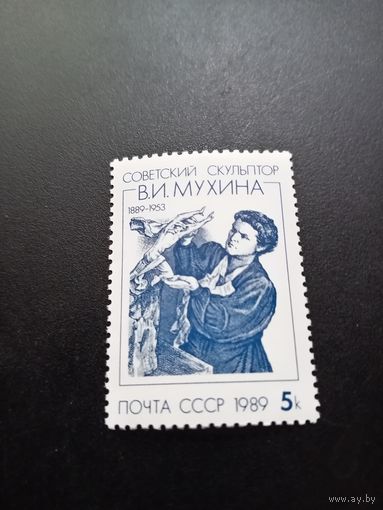 СОВЕТСКИЙ СКУЛЬПТОР
В.И. МУХИНА
1889-1953
ПОЧТА СССР 1989 5к
www.ay.by